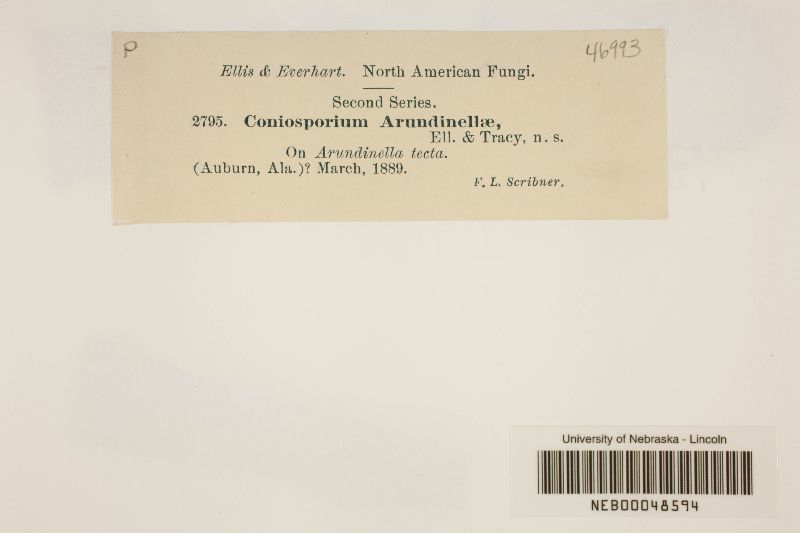 P
46993
Ellis & Everhart. North American Fungi.
Second Series.
2795. Coniosporium Arundinellæ,
Ell. & Tracy, n. s.
On Arundinella tecta.
(Auburn, Ala.)? March, 1889.
F. L. Scribner.
University of Nebraska - Lincoln
NEB00048594